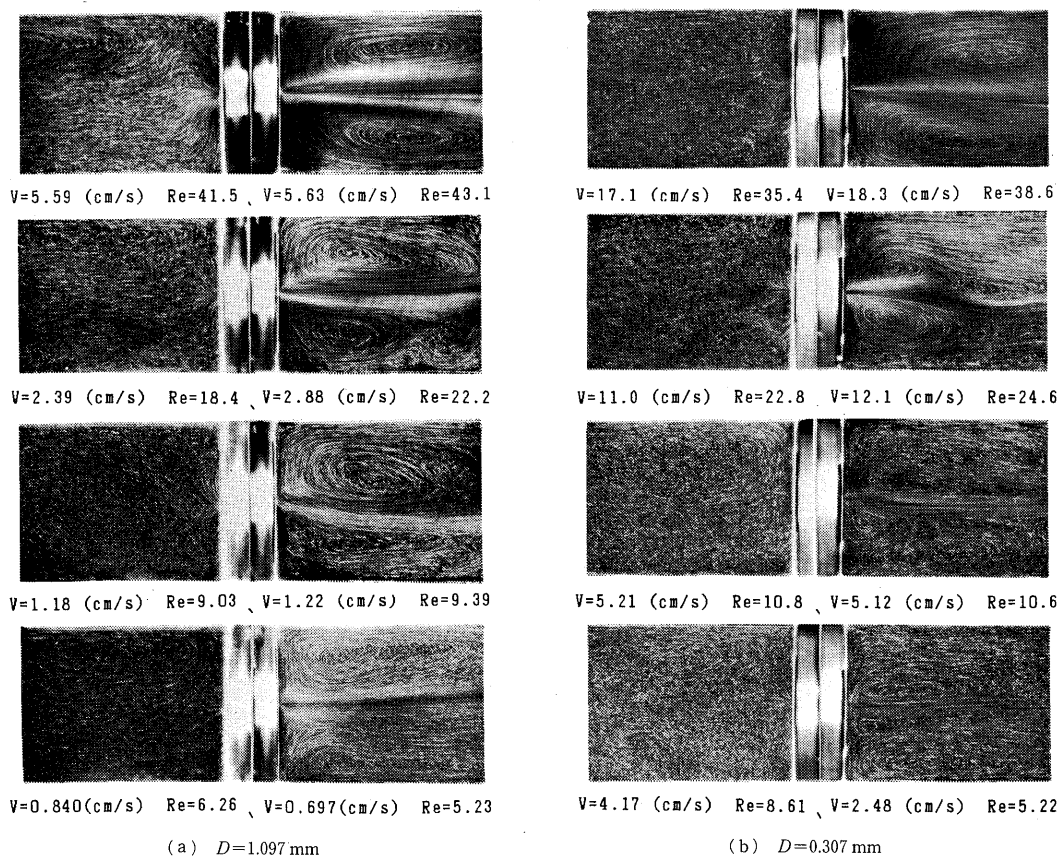 V=5.59 (cm/s) Re=41.5、V=5.63 (cm/s) Re=43.1
V=2.39 (cm/s) Re=18.4、V=2.88 (cm/s) Re=22.2
V=1.18 (cm/s) Re=9.03、V=1.22 (cm/s) Re=9.39
V=0.840(cm/s) Re=6.26、V=0.697(cm/s) Re=5.23
(a) D=1.097 mm
V=17.1 (cm/s) Re=35.4 V=18.3 (cm/s) Re=38.6
V=11.0 (cm/s) Re=22.8、V=12.1 (cm/s) Re=24.6
V=5.21 (cm/s) Re=10.8、V=5.12 (cm/s) Re=10.6
V=4.17 (cm/s) Re=8.61、V=2.48 (cm/s) Re=5.22
(b) D=0.307 mm